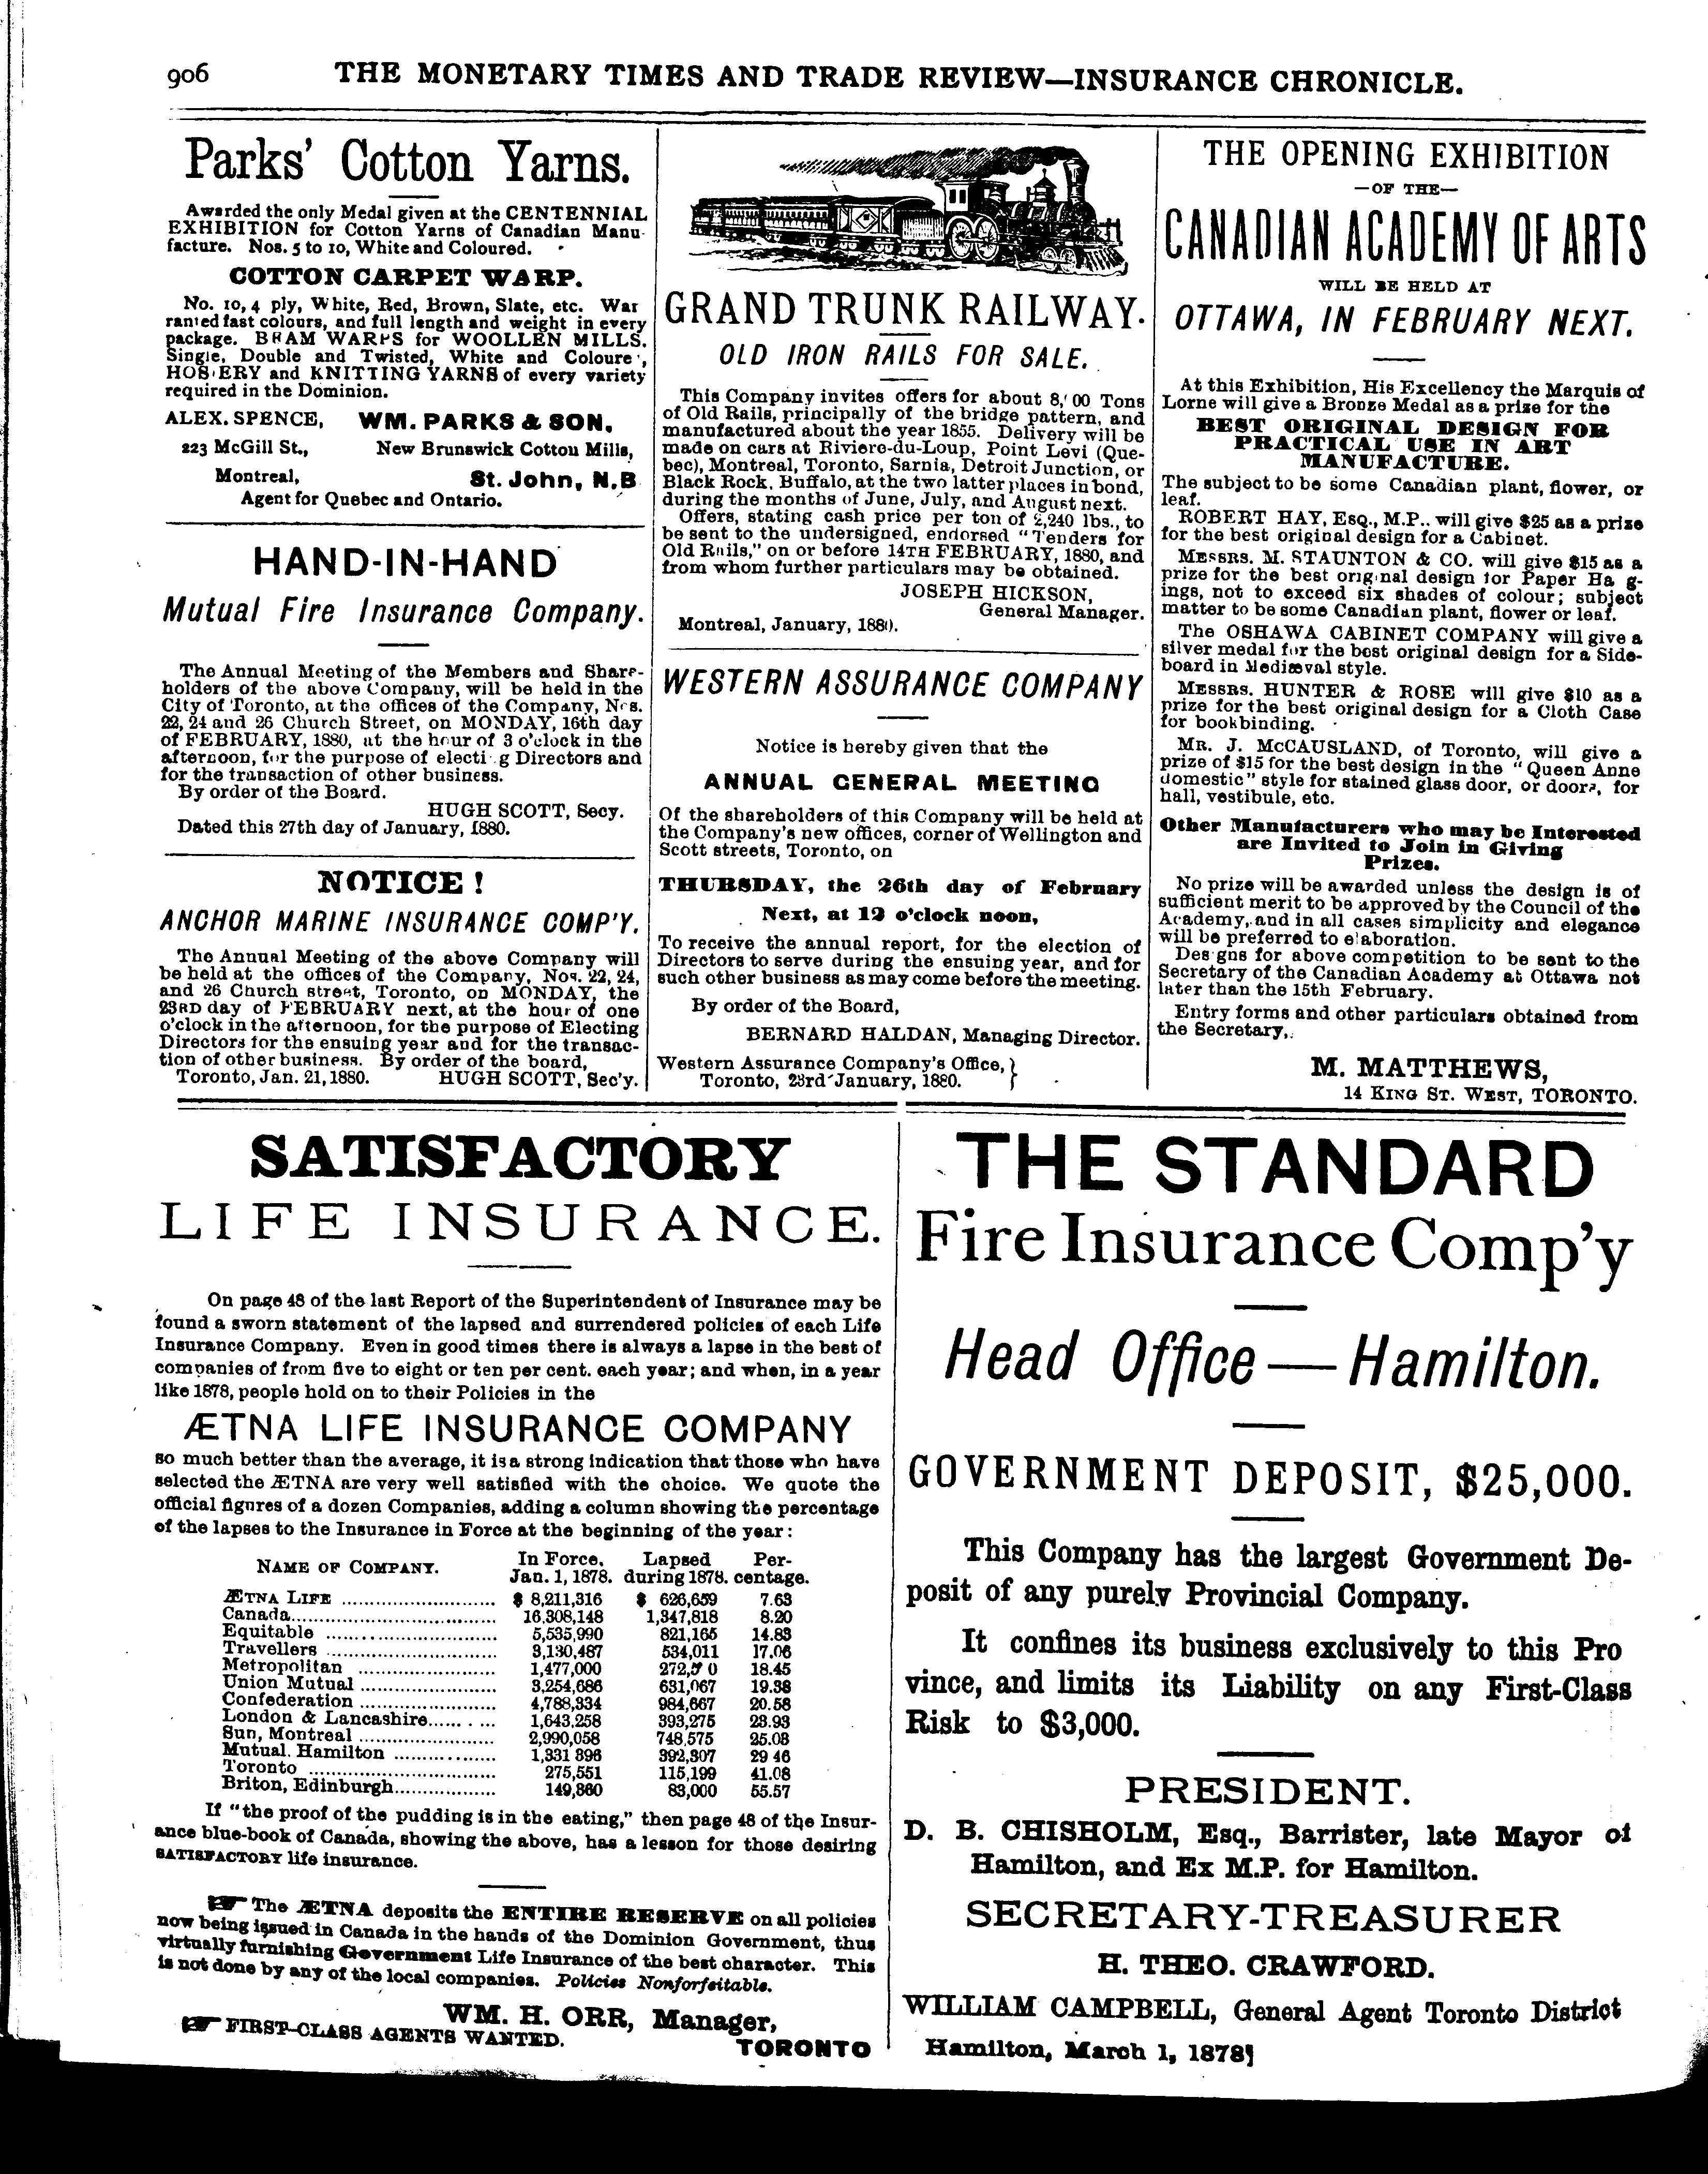 906 THE MONETARY TIMES AND TRADE REVIEW—INSURANCE CHRONICLE.
Parks' Cotton Yarns.
Awarded the only Medal given at the CENTENNIAL
EXHIBITION for Cotton Yarns of Canadian Manu-
facture. Nos. 5 to 10, White and Coloured.
COTTON CARPET WARP.
No. 10, 4 ply, White, Red, Brown, Slate, etc. War
ranted fast colours, and full length and weight in every
package. BEAM WARPS for WOOLLEN MILLS.
Single, Double and Twisted, White and Coloure',
HOSIERY and KNITTING YARNS of every variety
required in the Dominion.
ALEX. SPENCE, WM. PARKS & SON,
223 McGill St., New Brunswick Cotton Mills,
Montreal, St. John, N.B
Agent for Quebec and Ontario.
HAND-IN-HAND
Mutual Fire Insurance Company.
The Annual Meeting of the Members and Share-
holders of the above Company, will be held in the
City of Toronto, at the offices of the Company, Nos.
22, 24 and 26 Church Street, on MONDAY, 16th day
of FEBRUARY, 1880, at the hour of 3 o'clock in the
afternoon, for the purpose of electi g Directors and
for the transaction of other business.
By order of the Board.
HUGH SCOTT, Secy.
Dated this 27th day of January, 1880.
NOTICE!
ANCHOR MARINE INSURANCE COMP'Y.
The Annual Meeting of the above Company will
be held at the offices of the Company, Nos. 22, 24,
and 26 Church street, Toronto, on MONDAY, the
23RD day of FEBRUARY next, at the hour of one
o'clock in the afternoon, for the purpose of Electing
Directors for the ensuing year and for the transac-
tion of other business. By order of the board,
Toronto, Jan. 21, 1880. HUGH SCOTT, Sec'y.
GRAND TRUNK RAILWAY.
OLD IRON RAILS FOR SALE.
This Company invites offers for about 8,'00 Tons
of Old Rails, principally of the bridge pattern, and
manufactured about the year 1855. Delivery will be
made on cars at Riviere-du-Loup, Point Levi (Que-
bec), Montreal, Toronto, Sarnia, Detroit Junction, or
Black Rock, Buffalo, at the two latter places in bond,
during the months of June, July, and August next.
Offers, stating cash price per ton of 2,240 lbs., to
be sent to the undersigned, endorsed "Tenders for
Old Rails," on or before 14TH FEBRUARY, 1880, and
from whom further particulars may be obtained.
JOSEPH HICKSON,
General Manager.
Montreal, January, 1880.
WESTERN ASSURANCE COMPANY
Notice is hereby given that the
ANNUAL GENERAL MEETING
Of the shareholders of this Company will be held at
the Company's new offices, corner of Wellington and
Scott streets, Toronto, on
THURSDAY, the 26th day of February
Next, at 12 o'clock noon,
To receive the annual report, for the election of
Directors to serve during the ensuing year, and for
such other business as may come before the meeting.
By order of the Board,
BERNARD HALDAN, Managing Director.
Western Assurance Company's Office, }
Toronto, 23rd January, 1880.
THE OPENING EXHIBITION
—OF THE—
CANADIAN ACADEMY OF ARTS
WILL BE HELD AT
OTTAWA, IN FEBRUARY NEXT.
At this Exhibition, His Excellency the Marquis of
Lorne will give a Bronze Medal as a prize for the
BEST ORIGINAL DESIGN FOR
PRACTICAL USE IN ART
MANUFACTURE.
The subject to be some Canadian plant, flower, or
leaf.
ROBERT HAY, Esq., M.P.. will give $25 as a prize
for the best original design for a Cabinet.
MESSRS. M. STAUNTON & CO. will give $15 as a
prize for the best original design for Paper Ha g-
ings, not to exceed six shades of colour; subject
matter to be some Canadian plant, flower or leaf.
The OSHAWA CABINET COMPANY will give a
silver medal for the best original design for a Side-
board in Mediæval style.
MESSRS. HUNTER & ROSE will give $10 as a
prize for the best original design for a Cloth Case
for bookbinding.
MR. J. MCCAUSLAND, of Toronto, will give a
prize of $15 for the best design in the "Queen Anne
domestic" style for stained glass door, or doors, for
hall, vestibule, etc.
Other Manufacturers who may be Interested
are Invited to Join in Giving
Prizes.
No prize will be awarded unless the design is of
sufficient merit to be approved by the Council of the
Academy, and in all cases simplicity and elegance
will be preferred to elaboration.
Designs for above competition to be sent to the
Secretary of the Canadian Academy at Ottawa not
later than the 15th February.
Entry forms and other particulars obtained from
the Secretary,
M. MATTHEWS,
14 KING ST. WEST, TORONTO.
SATISFACTORY
LIFE INSURANCE.
On page 48 of the last Report of the Superintendent of Insurance may be
found a sworn statement of the lapsed and surrendered policies of each Life
Insurance Company. Even in good times there is always a lapse in the best of
companies of from five to eight or ten per cent. each year; and when, in a year
like 1878, people hold on to their Policies in the
ÆTNA LIFE INSURANCE COMPANY
so much better than the average, it is a strong indication that those who have
selected the ÆTNA are very well satisfied with the choice. We quote the
official figures of a dozen Companies, adding a column showing the percentage
of the lapses to the Insurance in Force at the beginning of the year:
NAME OF COMPANY. In Force, Jan. 1, 1878. Lapsed during 1878. Per-centage.
ÆTNA LIFE $ 8,211,316 $ 626,659 7.63
Canada 16,308,148 1,347,818 8.20
Equitable 5,535,990 821,165 14.83
Travellers 3,130,487 534,011 17.06
Metropolitan 1,477,000 18.45
Union Mutual 3,254,686 631,067 19.38
Confederation 4,788,334 984,667 20.56
London & Lancashire 1,643,258 393,275 23.93
Sun, Montreal 2,990,058 748,575 25.03
Mutual. Hamilton 1,331 896 392,307 29 46
Toronto 275,551 115,199 41.08
Briton, Edinburgh 149,360 83,000 55.57
If "the proof of the pudding is in the eating," then page 48 of the Insur-
ance blue-book of Canada, showing the above, has a lesson for those desiring
SATISFACTORY life insurance.
☞ The ÆTNA deposits the ENTIRE RESERVE on all policies
now being issued in Canada in the hands of the Dominion Government, thus
virtually furnishing Government Life Insurance of the best character. This
is not done by any of the local companies. Policies Nonforfeitable.
WM. H. ORR, Manager,
☞ FIRST-CLASS AGENTS WANTED. TORONTO
THE STANDARD
Fire Insurance Comp'y
Head Office—Hamilton.
GOVERNMENT DEPOSIT, $25,000.
This Company has the largest Government De-
posit of any purely Provincial Company.
It confines its business exclusively to this Pro
vince, and limits its Liability on any First-Class
Risk to $3,000.
PRESIDENT.
D. B. CHISHOLM, Esq., Barrister, late Mayor of
Hamilton, and Ex M.P. for Hamilton.
SECRETARY-TREASURER
H. THEO. CRAWFORD.
WILLIAM CAMPBELL, General Agent Toronto District
Hamilton, March 1, 1878